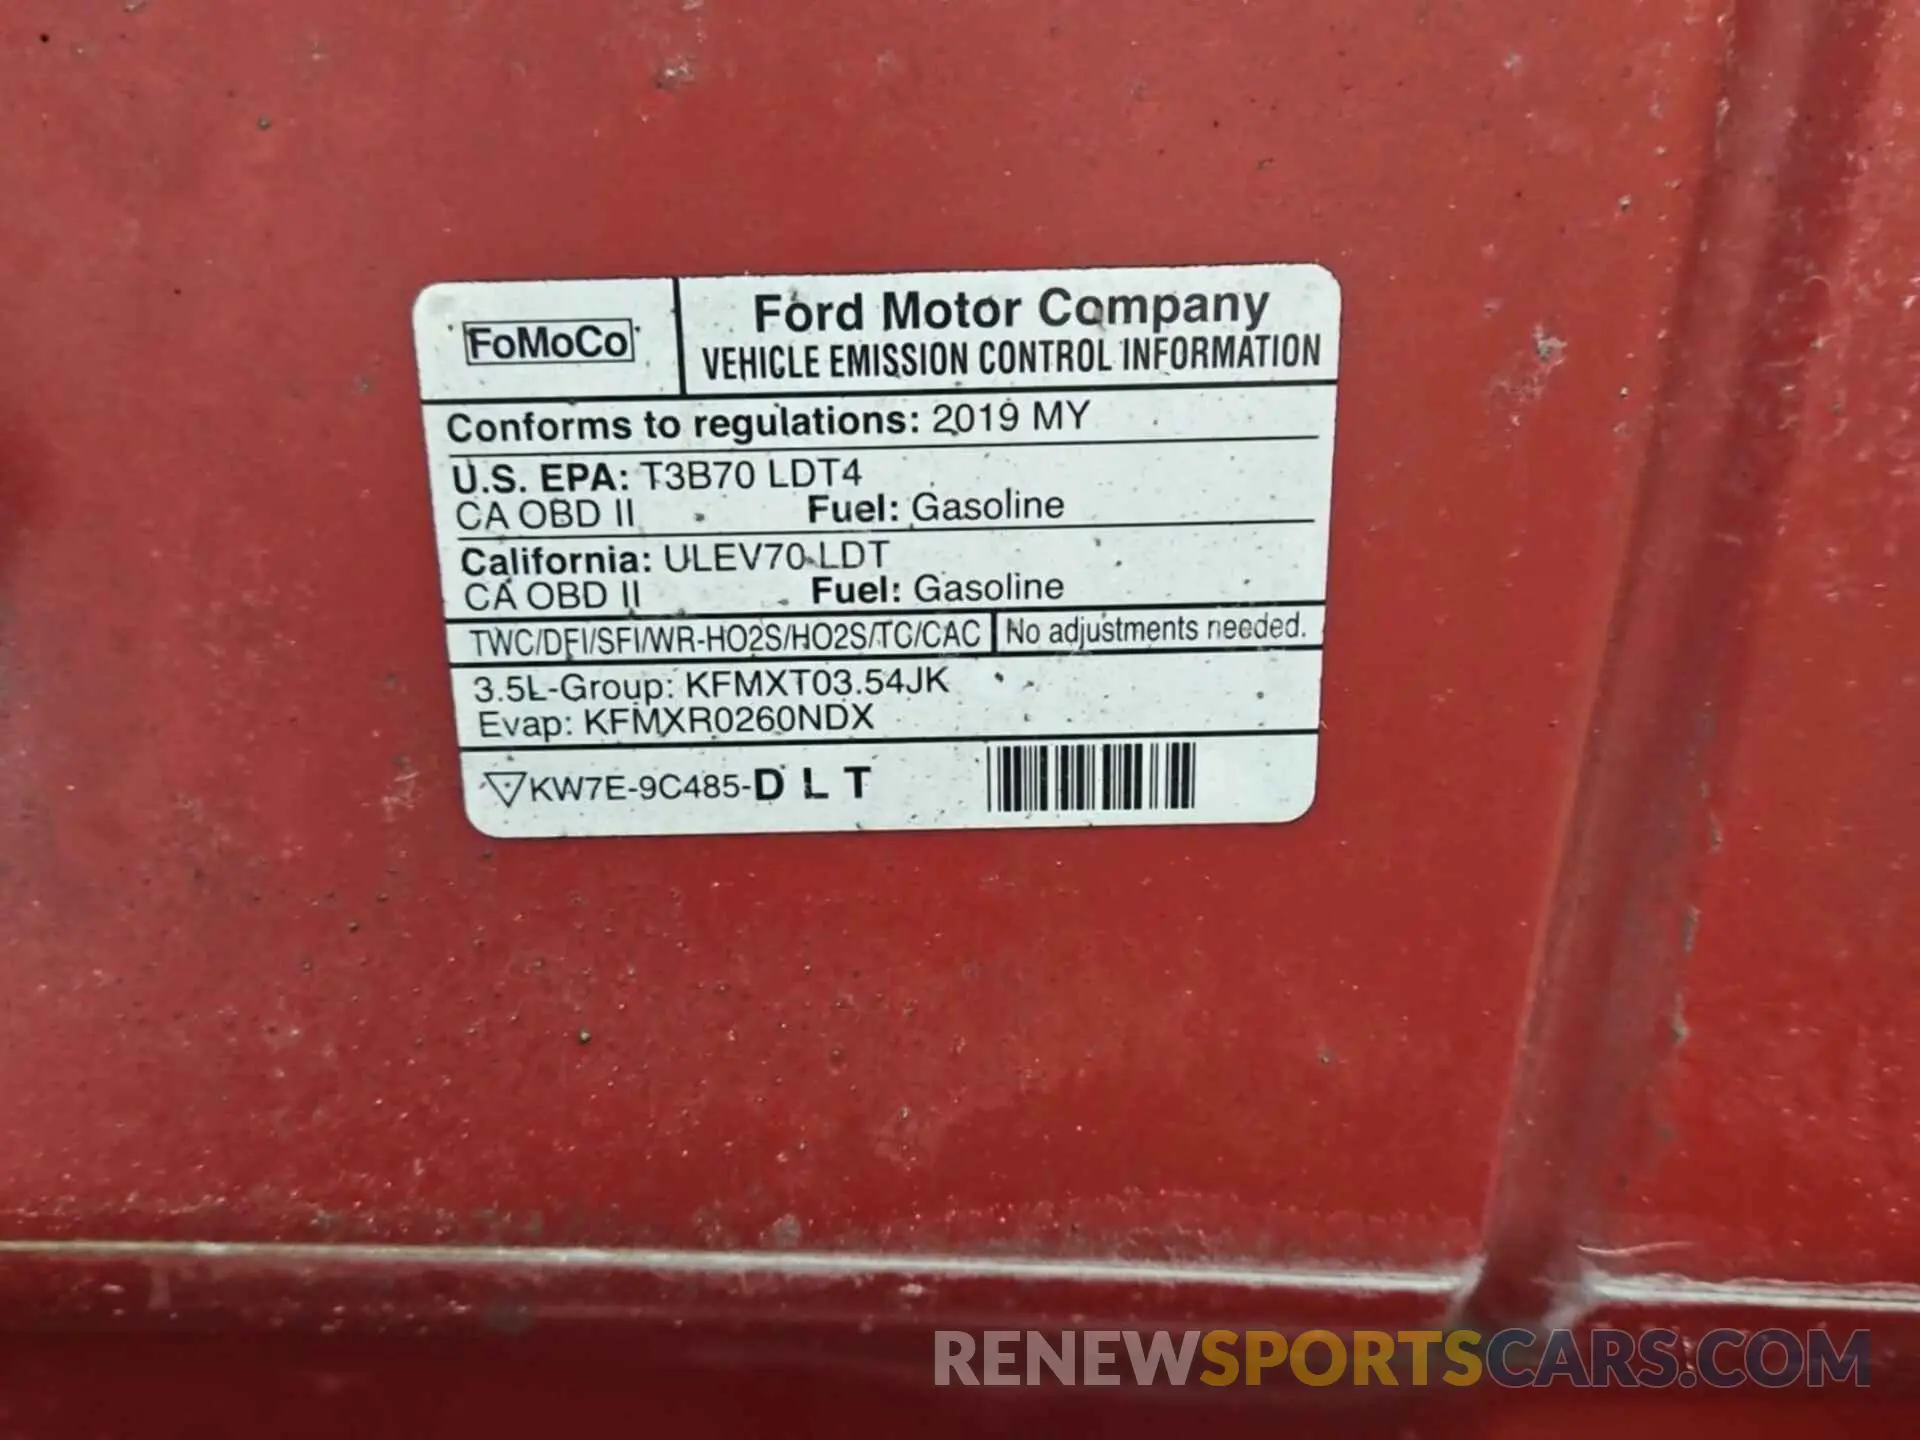 FoMoCo
Ford Motor Company
VEHICLE EMISSION CONTROL INFORMATION
Conforms to regulations: 2019 MY
U.S. EPA: T3B70 LDT4
CA OBD II Fuel: Gasoline
California: ULEV70 LDT
CA OBD II Fuel: Gasoline
TWC/DFI/SFI/WR-HO2S/HO2S/TC/CAC No adjustments needed.
3.5L-Group: KFMXT03.54JK
Evap: KFMXR0260NDX
KW7E-9C485-D L T
RENEWSPORTSCARS.COM